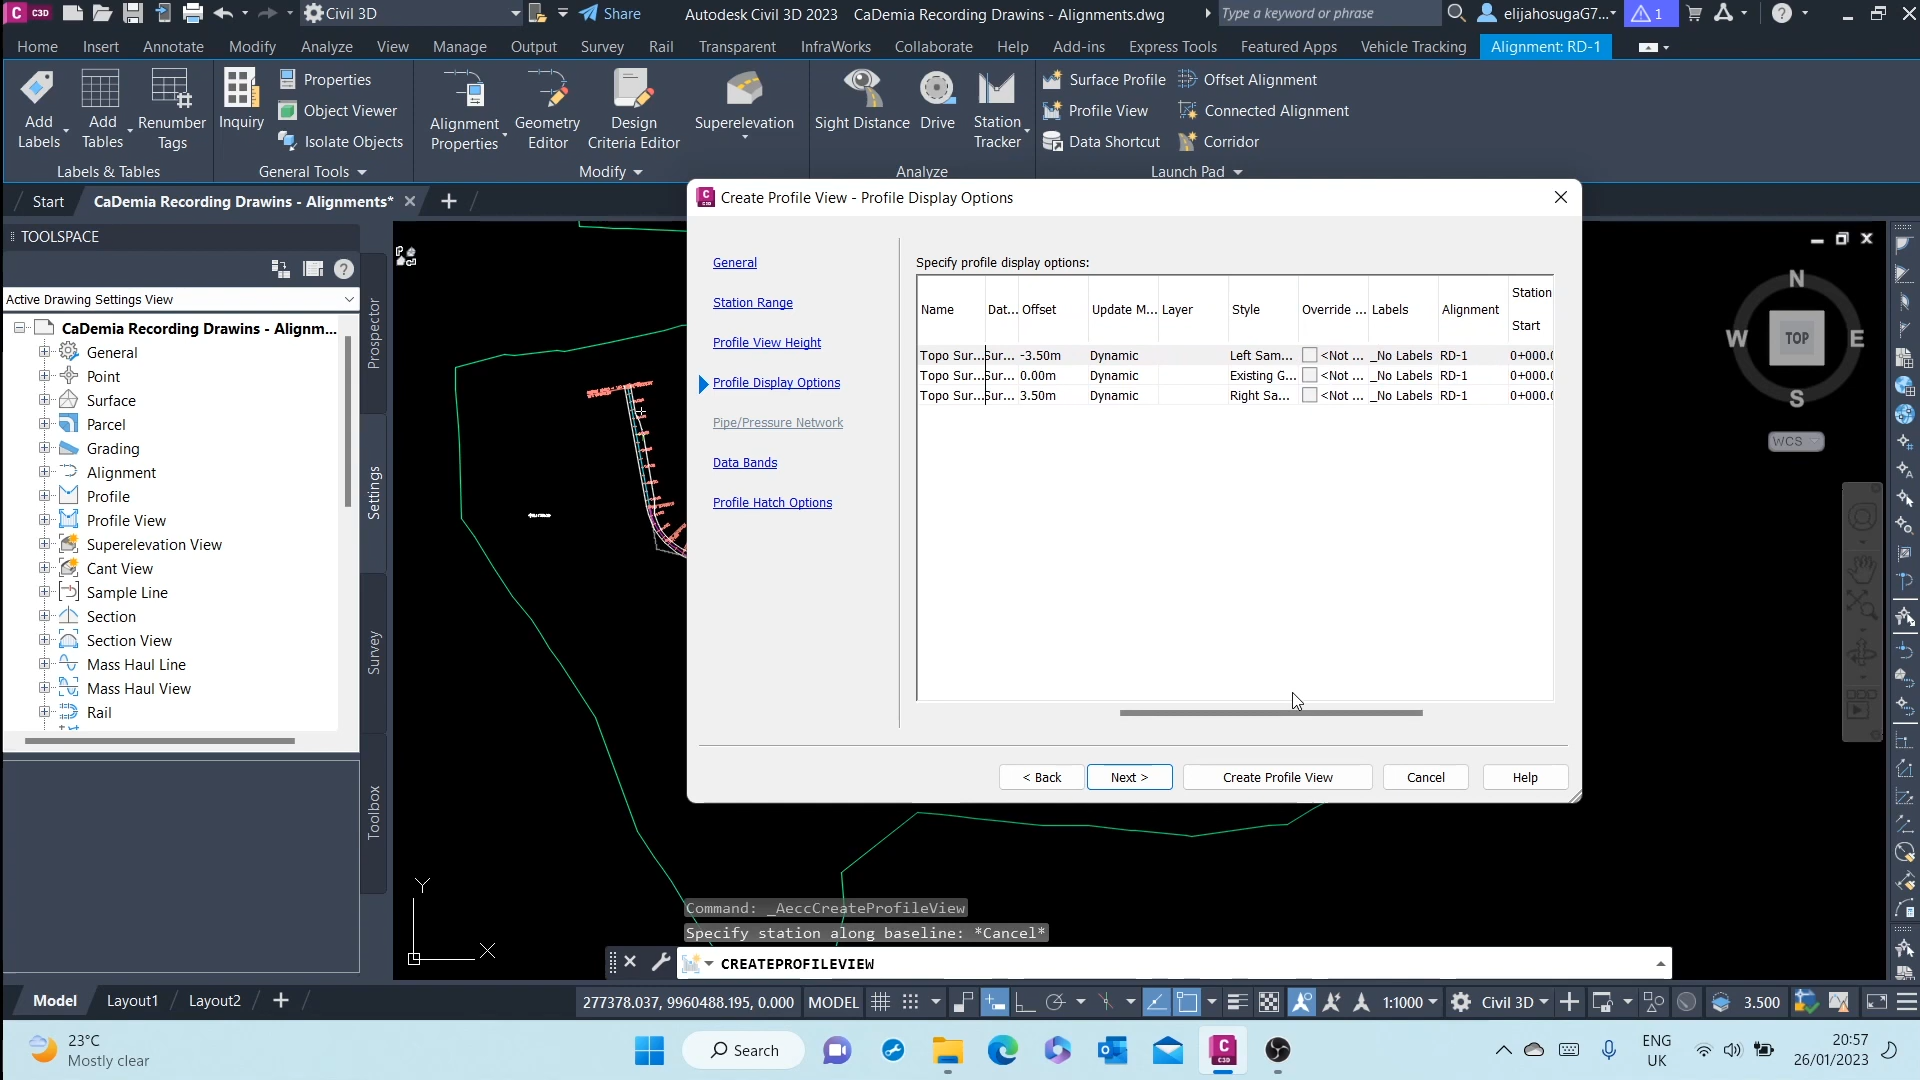 C3D Civil 3D Share Autodesk Civil 3D 2023 CaDemia Recording Drawins - Alignments.dwg Type a keyword or phrase elijahosugaG7... 1
Home Insert Annotate Modify Analyze View Manage Output Survey Rail Transparent InfraWorks Collaborate Help Add-ins Express Tools Featured Apps Vehicle Tracking Alignment: RD-1
Add Labels
Add Tables
Renumber Tags
Labels & Tables
Inquiry
Properties
Object Viewer
Isolate Objects
General Tools
Alignment Properties
Geometry Editor
Design Criteria Editor
Superelevation
Modify
Sight Distance
Drive
Station Tracker
Analyze
Surface Profile
Offset Alignment
Profile View
Connected Alignment
Data Shortcut
Corridor
Launch Pad
Start
CaDemia Recording Drawins - Alignments*
TOOLSPACE
Active Drawing Settings View
CaDemia Recording Drawins - Alignm...
General
Point
Surface
Parcel
Grading
Alignment
Profile
Profile View
Superelevation View
Cant View
Sample Line
Section
Section View
Mass Haul Line
Mass Haul View
Rail
Prospector
Settings
Survey
Toolbox
Create Profile View - Profile Display Options
General
Station Range
Profile View Height
Profile Display Options
Pipe/Pressure Network
Data Bands
Profile Hatch Options
Specify profile display options:
Name Dat... Offset Update M... Layer Style Override ... Labels Alignment Station
Start
Topo Sur... Sur... -3.50m Dynamic Left Sam... <Not ... _No Labels RD-1 0+000.0
Topo Sur... Sur... 0.00m Dynamic Existing G... <Not ... _No Labels RD-1 0+000.0
Topo Sur... Sur... 3.50m Dynamic Right Sa... <Not ... _No Labels RD-1 0+000.0
< Back Next > Create Profile View Cancel Help
N
W TOP E
S
WCS
Y
X
Command: _AeccCreateProfileView
Specify station along baseline: *Cancel*
CREATEPROFILEVIEW
Model Layout1 Layout2 277378.037, 9960488.195, 0.000 MODEL 1:1000 Civil 3D 3.500
23°C
Mostly clear
Search
ENG
UK
20:57
26/01/2023